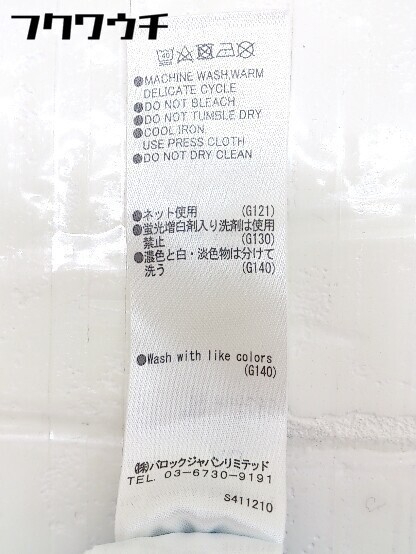 フクワウチ
40
●MACHINE WASH,WARM
DELICATE CYCLE
●DO NOT BLEACH
●DO NOT TUMBLE DRY
●COOL IRON,
USE PRESS CLOTH
●DO NOT DRY CLEAN
●ネット使用 (G121)
●蛍光増白剤入り洗剤は使用
禁止 (G130)
●濃色と白・淡色物は分けて
洗う (G140)
●Wash with like colors
(G140)
(株)バロックジャパンリミテッド
TEL. 03-6730-9191
S411210